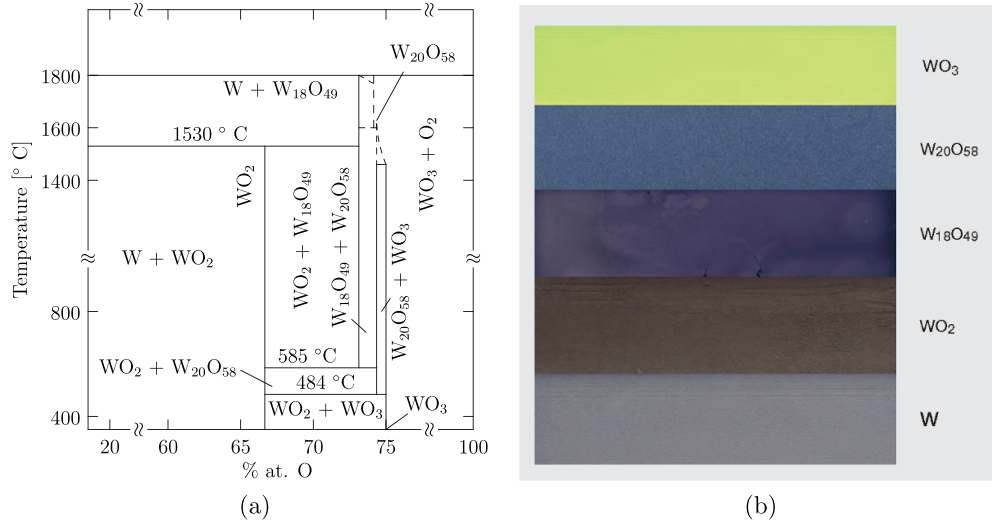 W₂₀O₅₈
1800
W + W₁₈O₄₉
1600
1530 ° C
1400
Temperature [° C]
WO₂
WO₂ + W₁₈O₄₉
W₁₈O₄₉ + W₂₀O₅₈
W₂₀O₅₈ + WO₃
WO₃ + O₂
W + WO₂
800
585 °C
WO₂ + W₂₀O₅₈
484 °C
WO₂ + WO₃
WO₃
400
20
60
70
75
100
% at. O
(a)
WO₃
W₂₀O₅₈
W₁₈O₄₉
WO₂
W
(b)